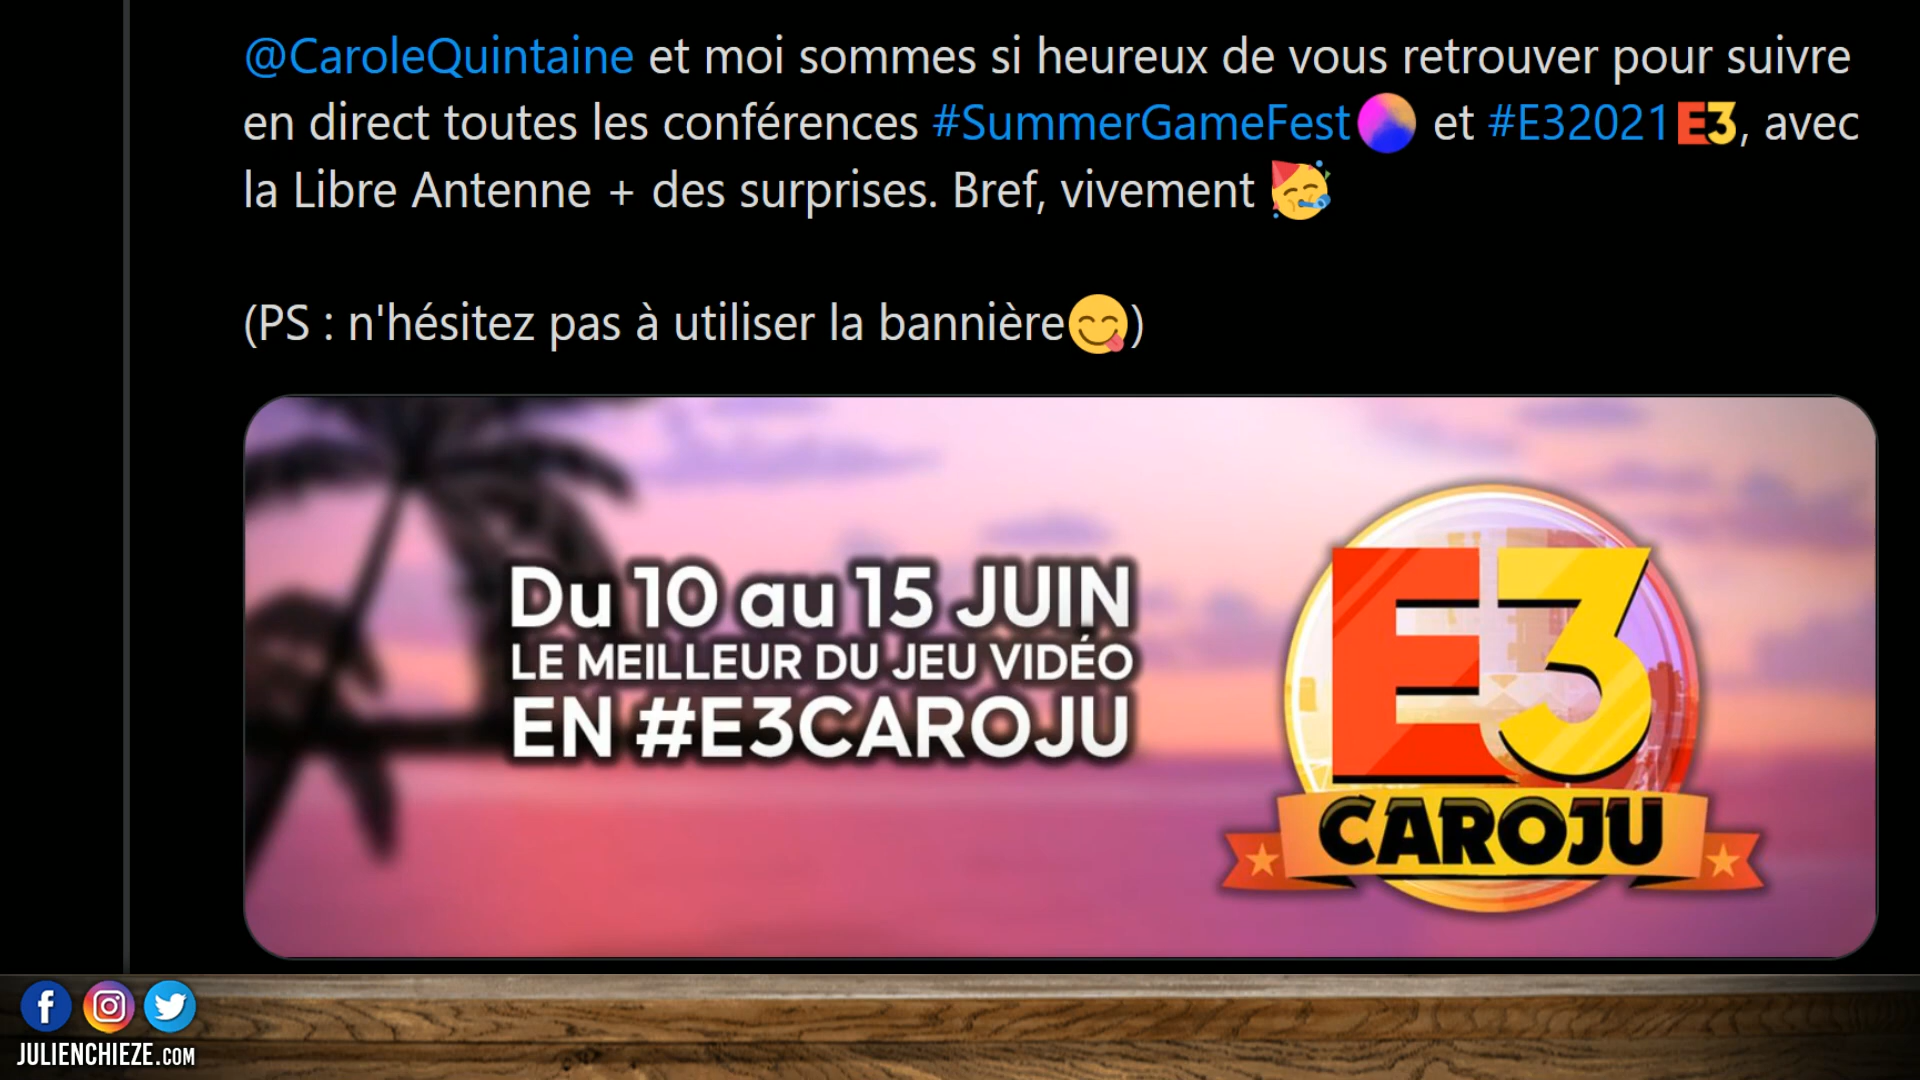 @CaroleQuintaine et moi sommes si heureux de vous retrouver pour suivre
en direct toutes les conférences #SummerGameFest et #E32021 E3, avec
la Libre Antenne + des surprises. Bref, vivement 🥳
(PS : n'hésitez pas à utiliser la bannière😋)
Du 10 au 15 JUIN
LE MEILLEUR DU JEU VIDÉO
EN #E3CAROJU
E3
CAROJU
JULIENCHIEZE.COM